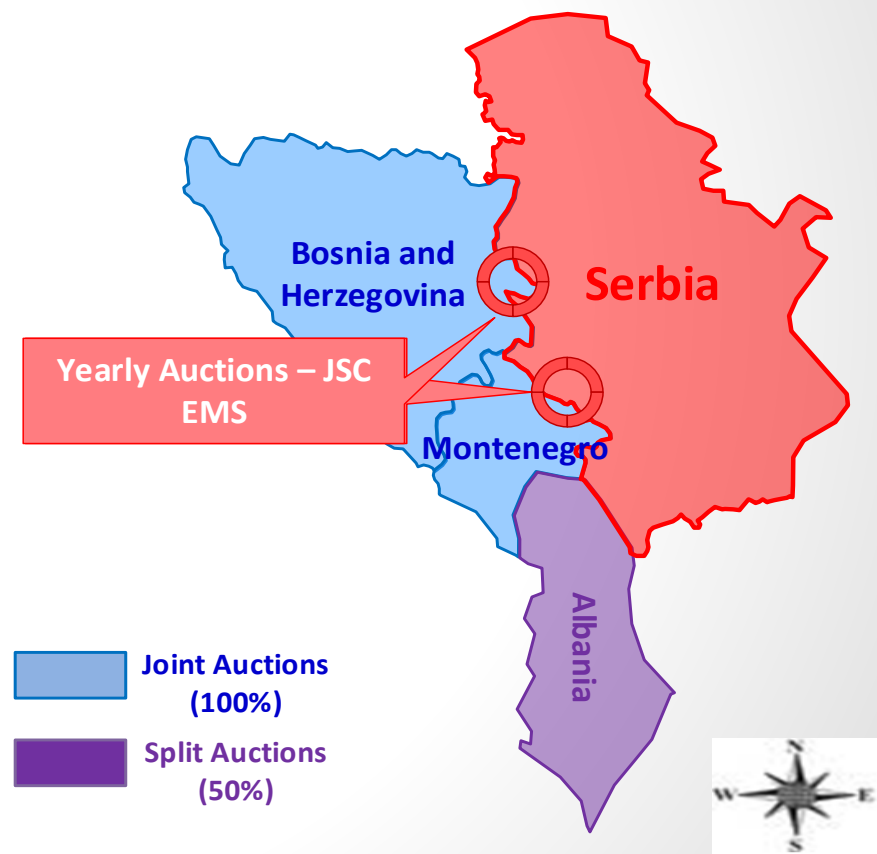 Bosnia and
Herzegovina
Serbia
Yearly Auctions – JSC
EMS
Montenegro
Albania
Joint Auctions
(100%)
Split Auctions
(50%)
N
W
E
S